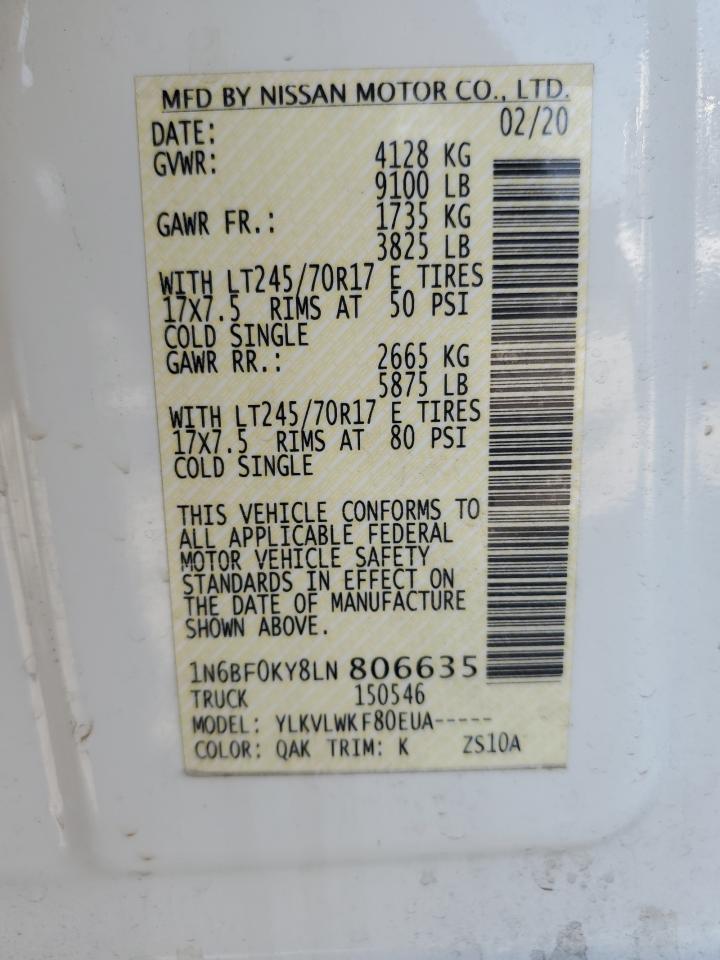 MFD BY NISSAN MOTOR CO., LTD.
DATE: 02/20
GVWR: 4128 KG
9100 LB
GAWR FR.: 1735 KG
3825 LB
WITH LT245/70R17 E TIRES
17X7.5 RIMS AT 50 PSI
COLD SINGLE
GAWR RR.: 2665 KG
5875 LB
WITH LT245/70R17 E TIRES
17X7.5 RIMS AT 80 PSI
COLD SINGLE
THIS VEHICLE CONFORMS TO
ALL APPLICABLE FEDERAL
MOTOR VEHICLE SAFETY
STANDARDS IN EFFECT ON
THE DATE OF MANUFACTURE
SHOWN ABOVE.
1N6BF0KY8LN 806635
TRUCK 150546
MODEL: YLKVLWKF80EUA-----
COLOR: QAK TRIM: K ZS10A